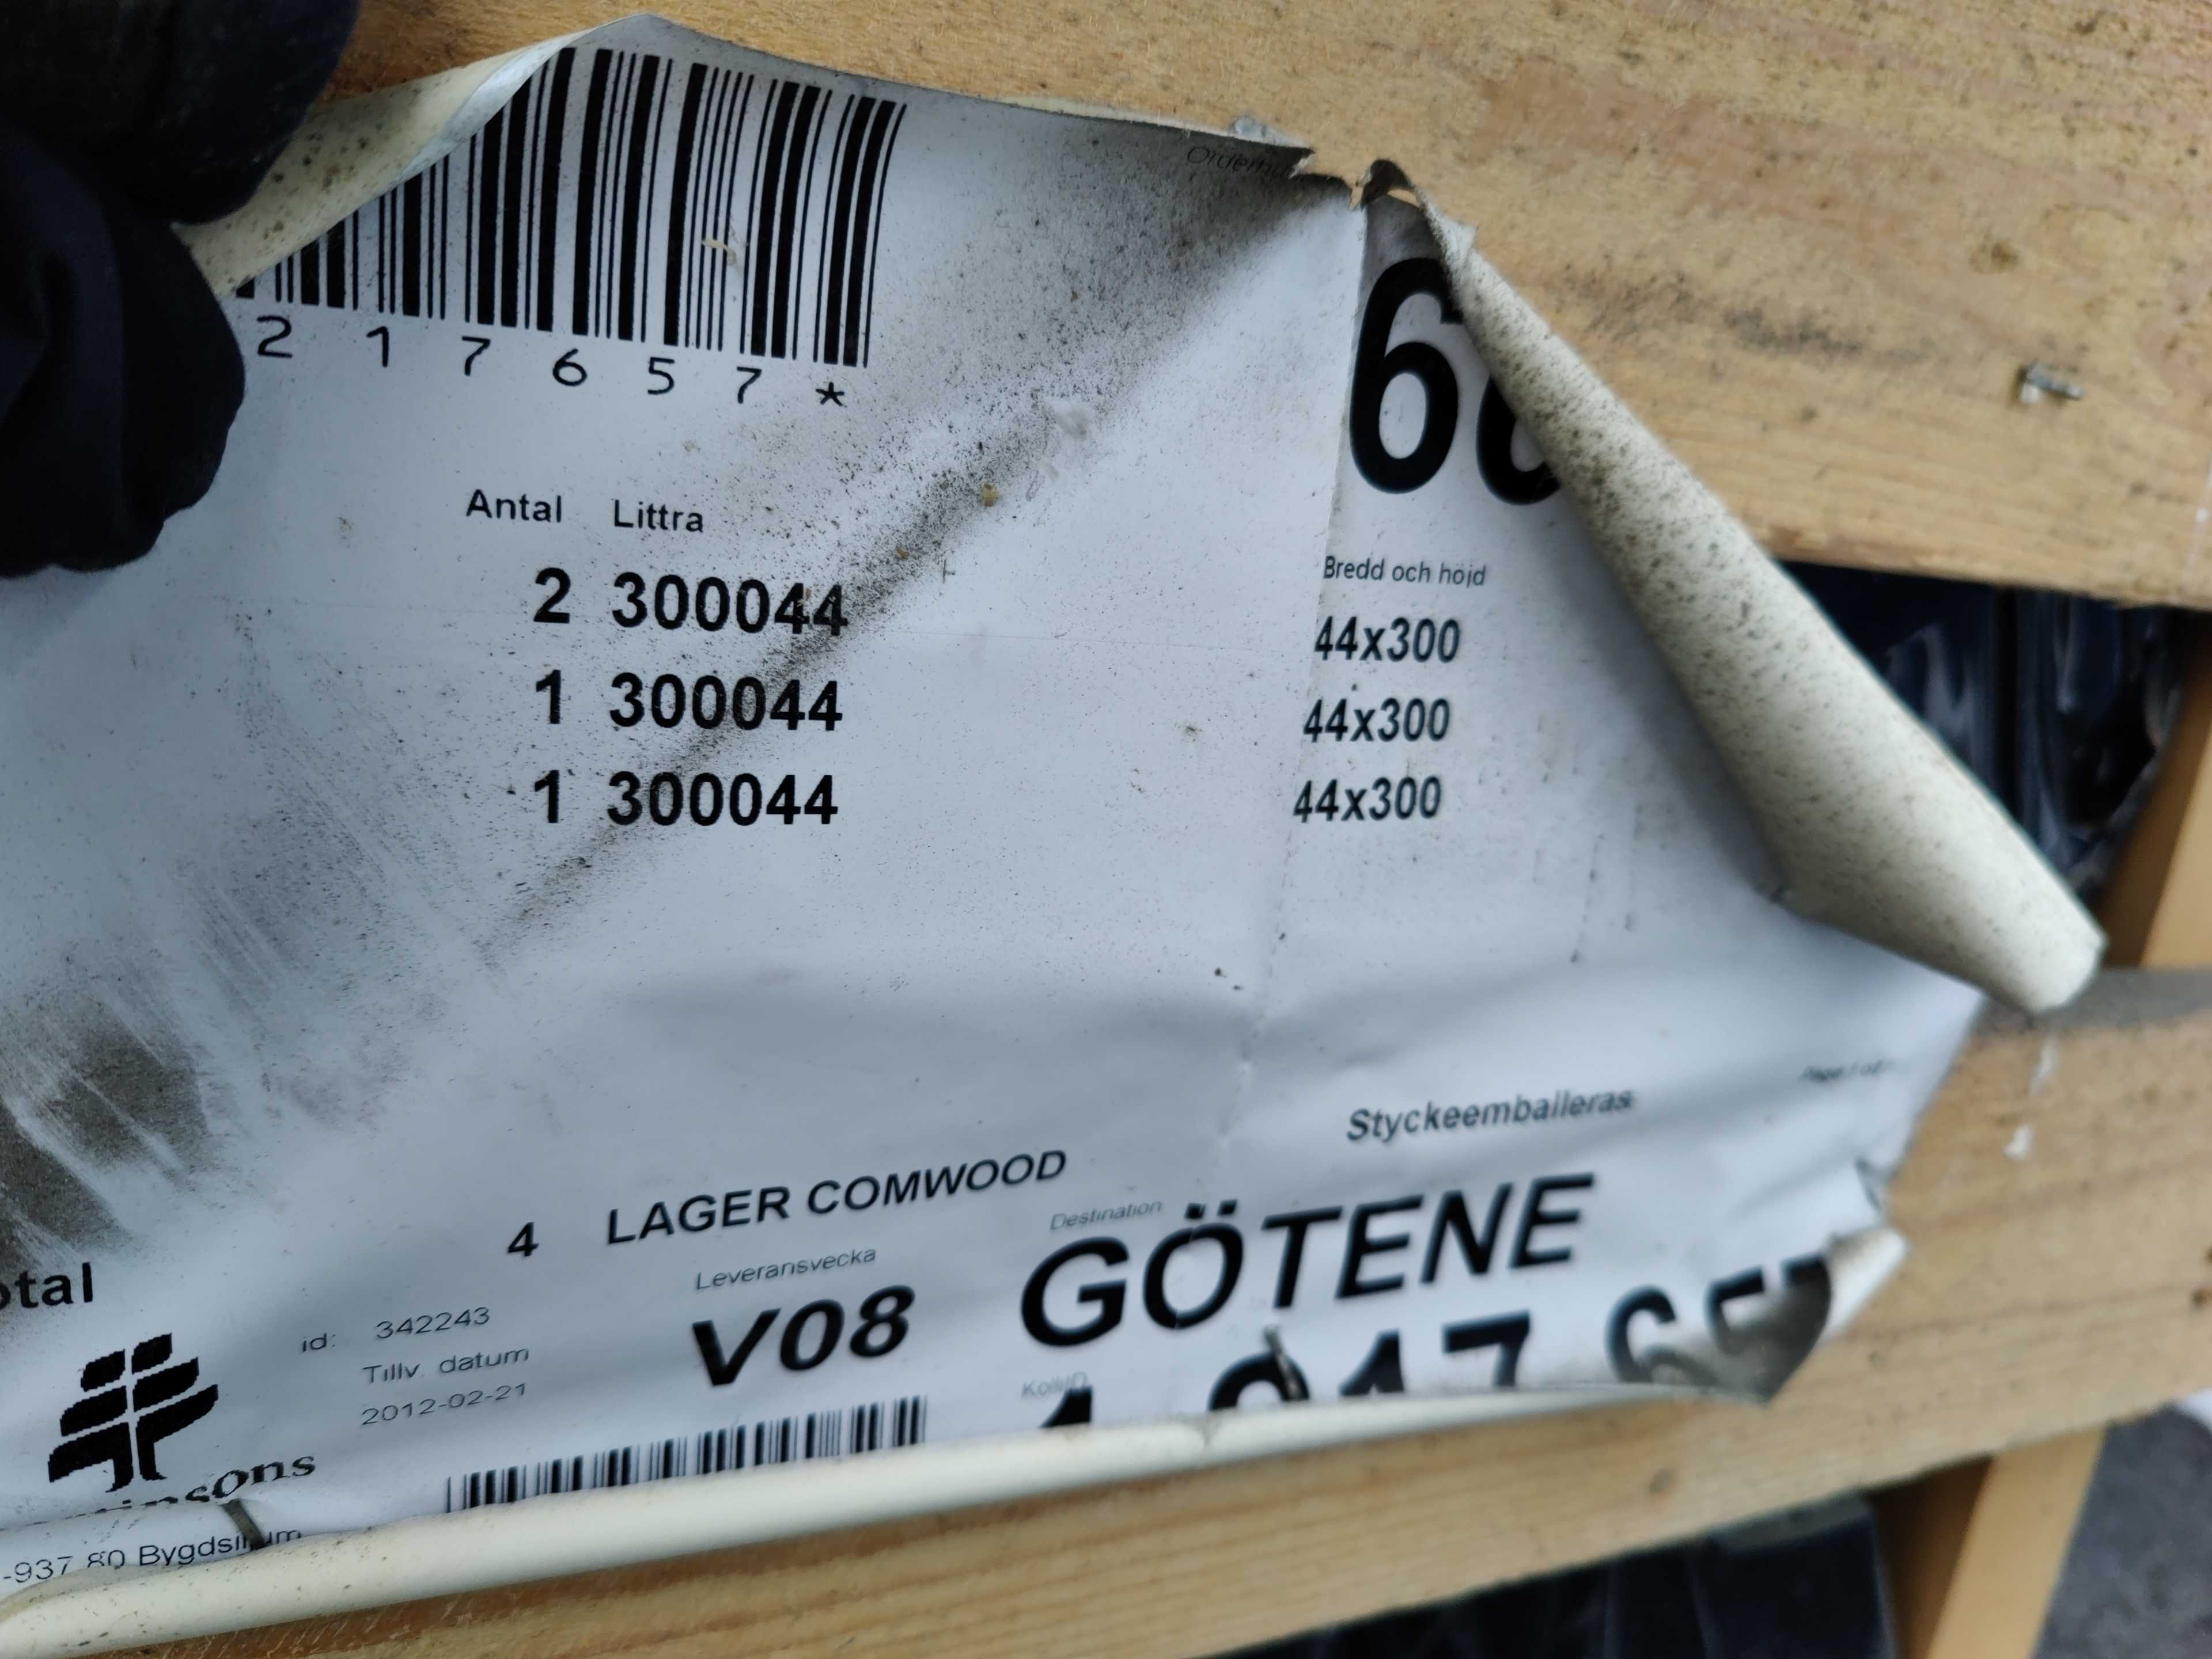 217657*
Antal Littra
Bredd och höjd
2 300044 44x300
1 300044 44x300
1 300044 44x300
Styckeemballeras
4 LAGER COMWOOD
Destination
GÖTENE
Leveransvecka
V08
id: 342243
Tillv. datum
2012-02-21
KolliID
-937 80 Bygdsiljum